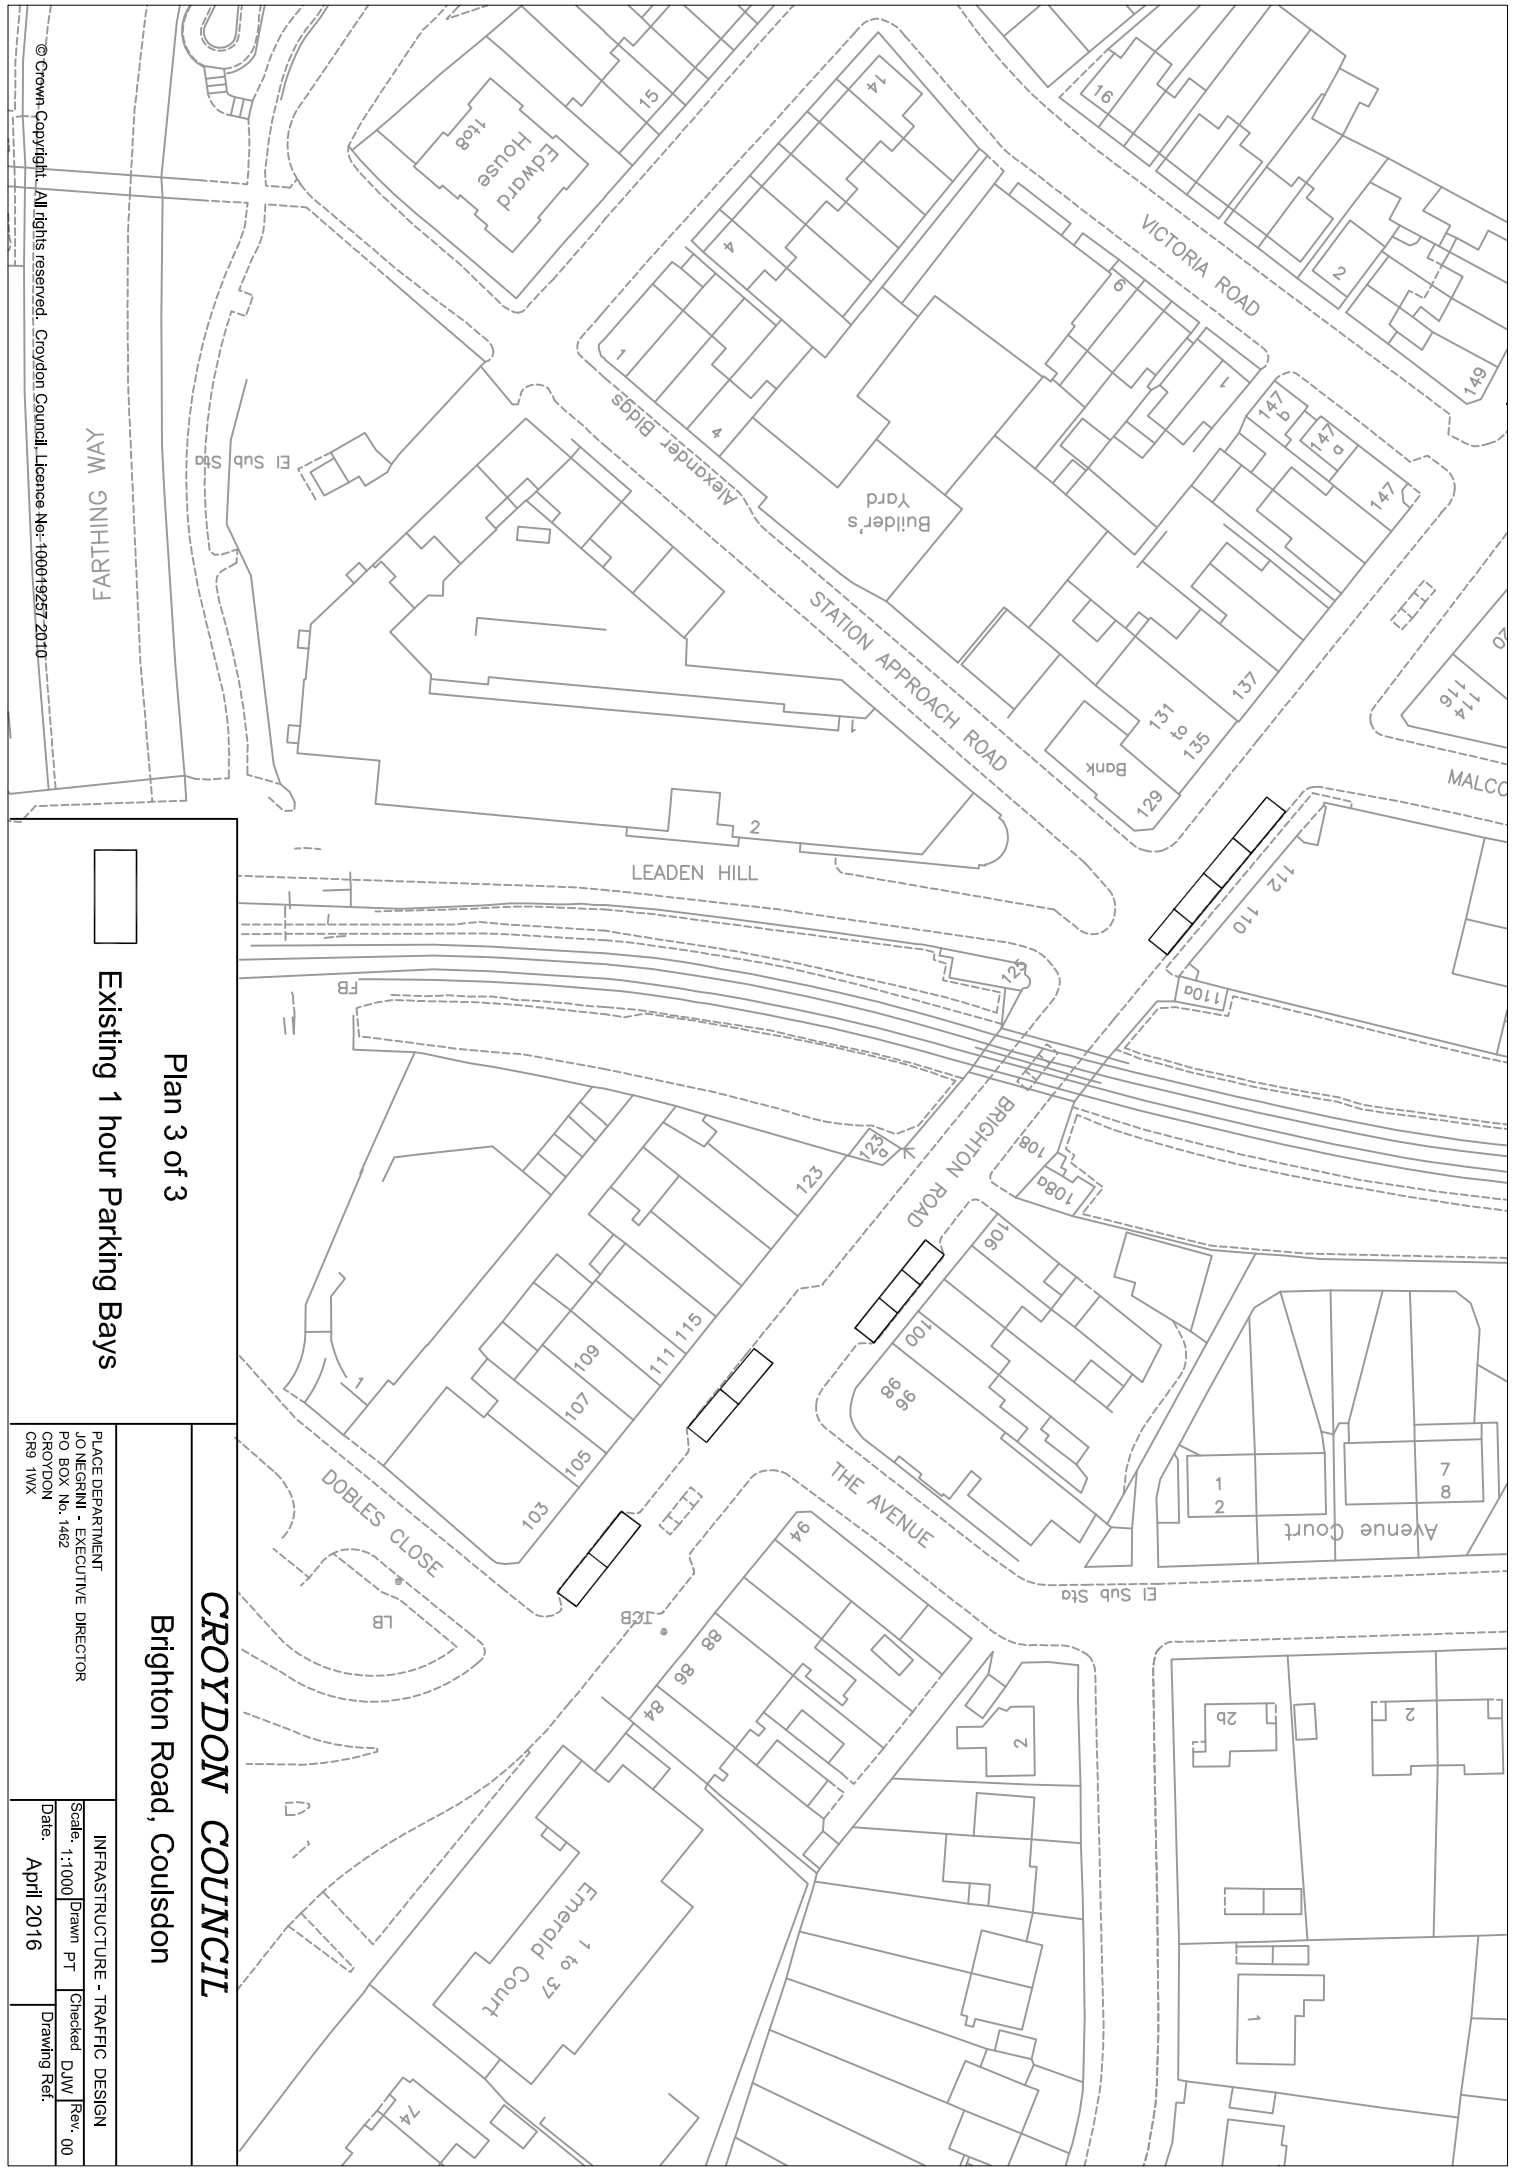 © Crown Copyright. All rights reserved. Croydon Council, Licence No: 100019257 2010
FARTHING WAY
El Sub Sta
Edward
House
1to8
15
14
4
1
4
Alexander Bldgs
16
VICTORIA ROAD
2
149
6
1
147
b
147
a
147
Builder's
Yard
STATION APPROACH ROAD
137
131
to
135
Bank
129
20
116
114
MALCO
112
110
110a
1
2
LEADEN HILL
125
FB
BRIGHTON ROAD
108
108a
123
a
123
106
100
98
96
115
111
109
107
105
103
1
DOBLES CLOSE
LB
TCB
THE AVENUE
94
88
86
84
1
2
7
8
Avenue Court
El Sub Sta
2b
2
2
1
Emerald Court
1 to 37
74
Plan 3 of 3
Existing 1 hour Parking Bays
CROYDON COUNCIL
Brighton Road, Coulsdon
PLACE DEPARTMENT
JO NEGRINI - EXECUTIVE DIRECTOR
PO BOX No. 1462
CROYDON
CR9 1WX
INFRASTRUCTURE - TRAFFIC DESIGN
Scale. 1:1000 Drawn PT Checked DJW Rev. 00
Date. April 2016 Drawing Ref.